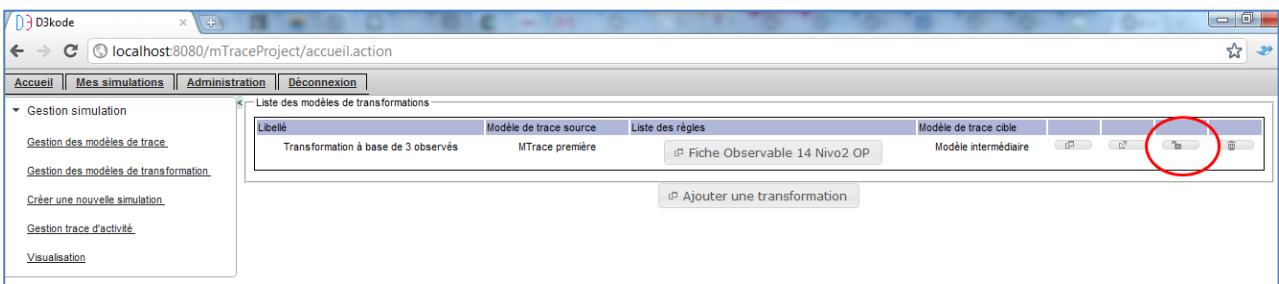 D3kode
localhost:8080/mTraceProject/accueil.action
Accueil Mes simulations Administration Déconnexion
Gestion simulation
Gestion des modèles de trace
Gestion des modèles de transformation
Créer une nouvelle simulation
Gestion trace d'activité
Visualisation
Liste des modèles de transformations
Libellé Modèle de trace source Liste des règles Modèle de trace cible
Transformation à base de 3 observés MTrace première Fiche Observable 14 Nivo2 OP Modèle intermédiaire
Ajouter une transformation